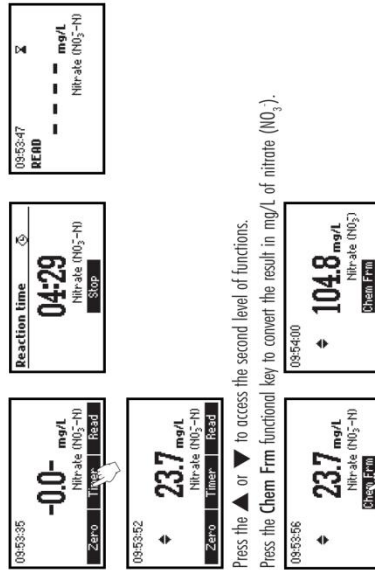 09:53:35
-0.0- mg/L
Nitrate (NO₃⁻-N)
Zero Timer Read
Reaction time
04:29
Nitrate (NO₃⁻-N)
Stop
09:53:47
READ
- - - - mg/L
Nitrate (NO₃⁻-N)
09:53:52
23.7 mg/L
Nitrate (NO₃⁻-N)
Zero Timer Read
Press the ▲ or ▼ to access the second level of functions.
Press the Chem Frm functional key to convert the result in mg/L of nitrate (NO₃⁻).
09:53:56
23.7 mg/L
Nitrate (NO₃⁻-N)
Chem Frm
09:54:00
104.8 mg/L
Nitrate (NO₃⁻)
Chem Frm